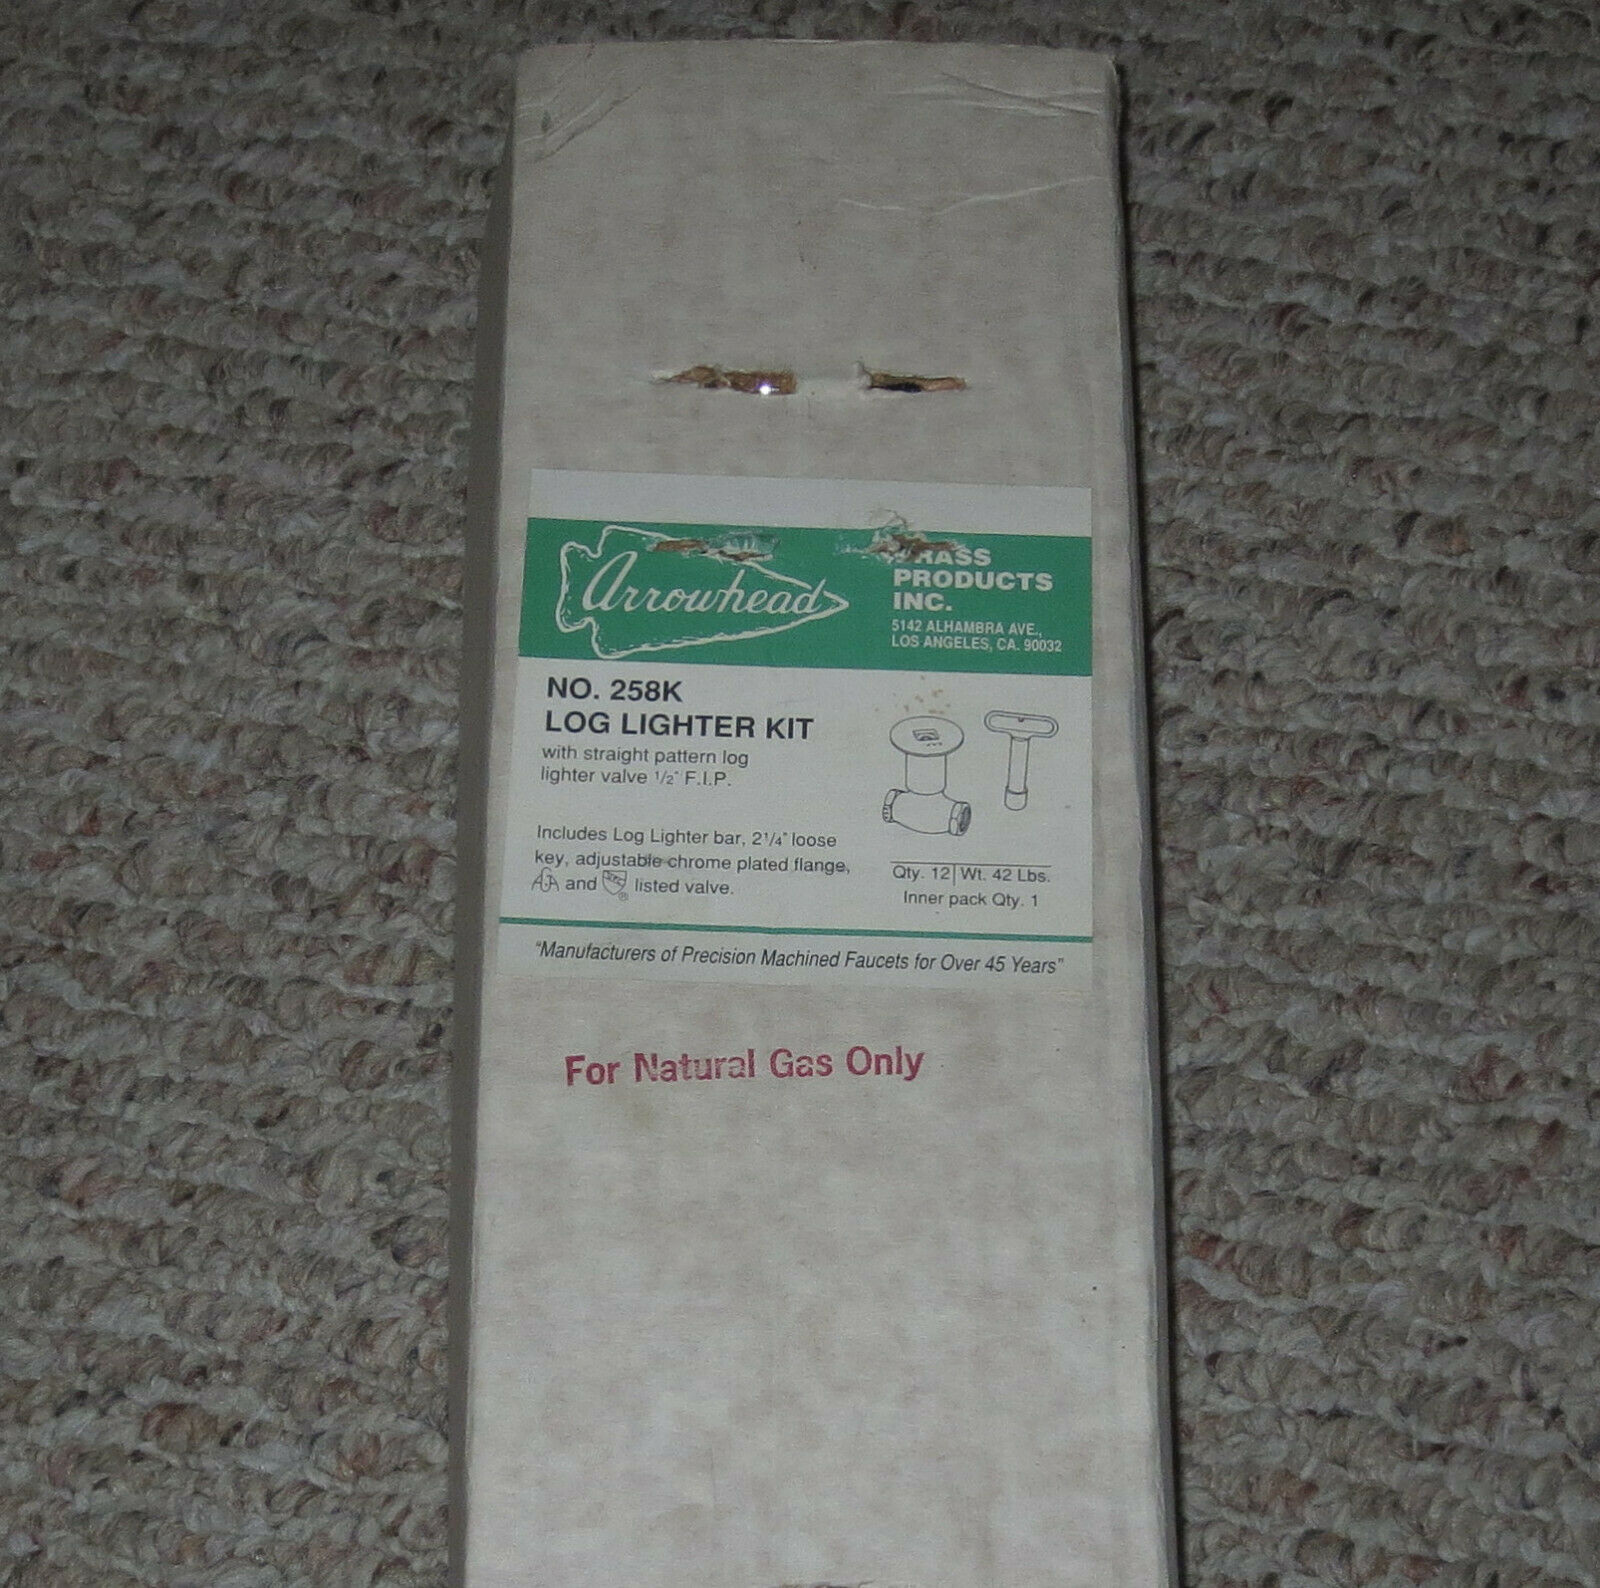 Arrowhead
BRASS
PRODUCTS
INC.
5142 ALHAMBRA AVE.,
LOS ANGELES, CA. 90032
NO. 258K
LOG LIGHTER KIT
with straight pattern log
lighter valve 1/2" F.I.P.
Includes Log Lighter bar, 2 1/4" loose
key, adjustable chrome plated flange,
AGA and UPC ® listed valve.
Qty. 12 | Wt. 42 Lbs.
Inner pack Qty. 1
"Manufacturers of Precision Machined Faucets for Over 45 Years"
For Natural Gas Only